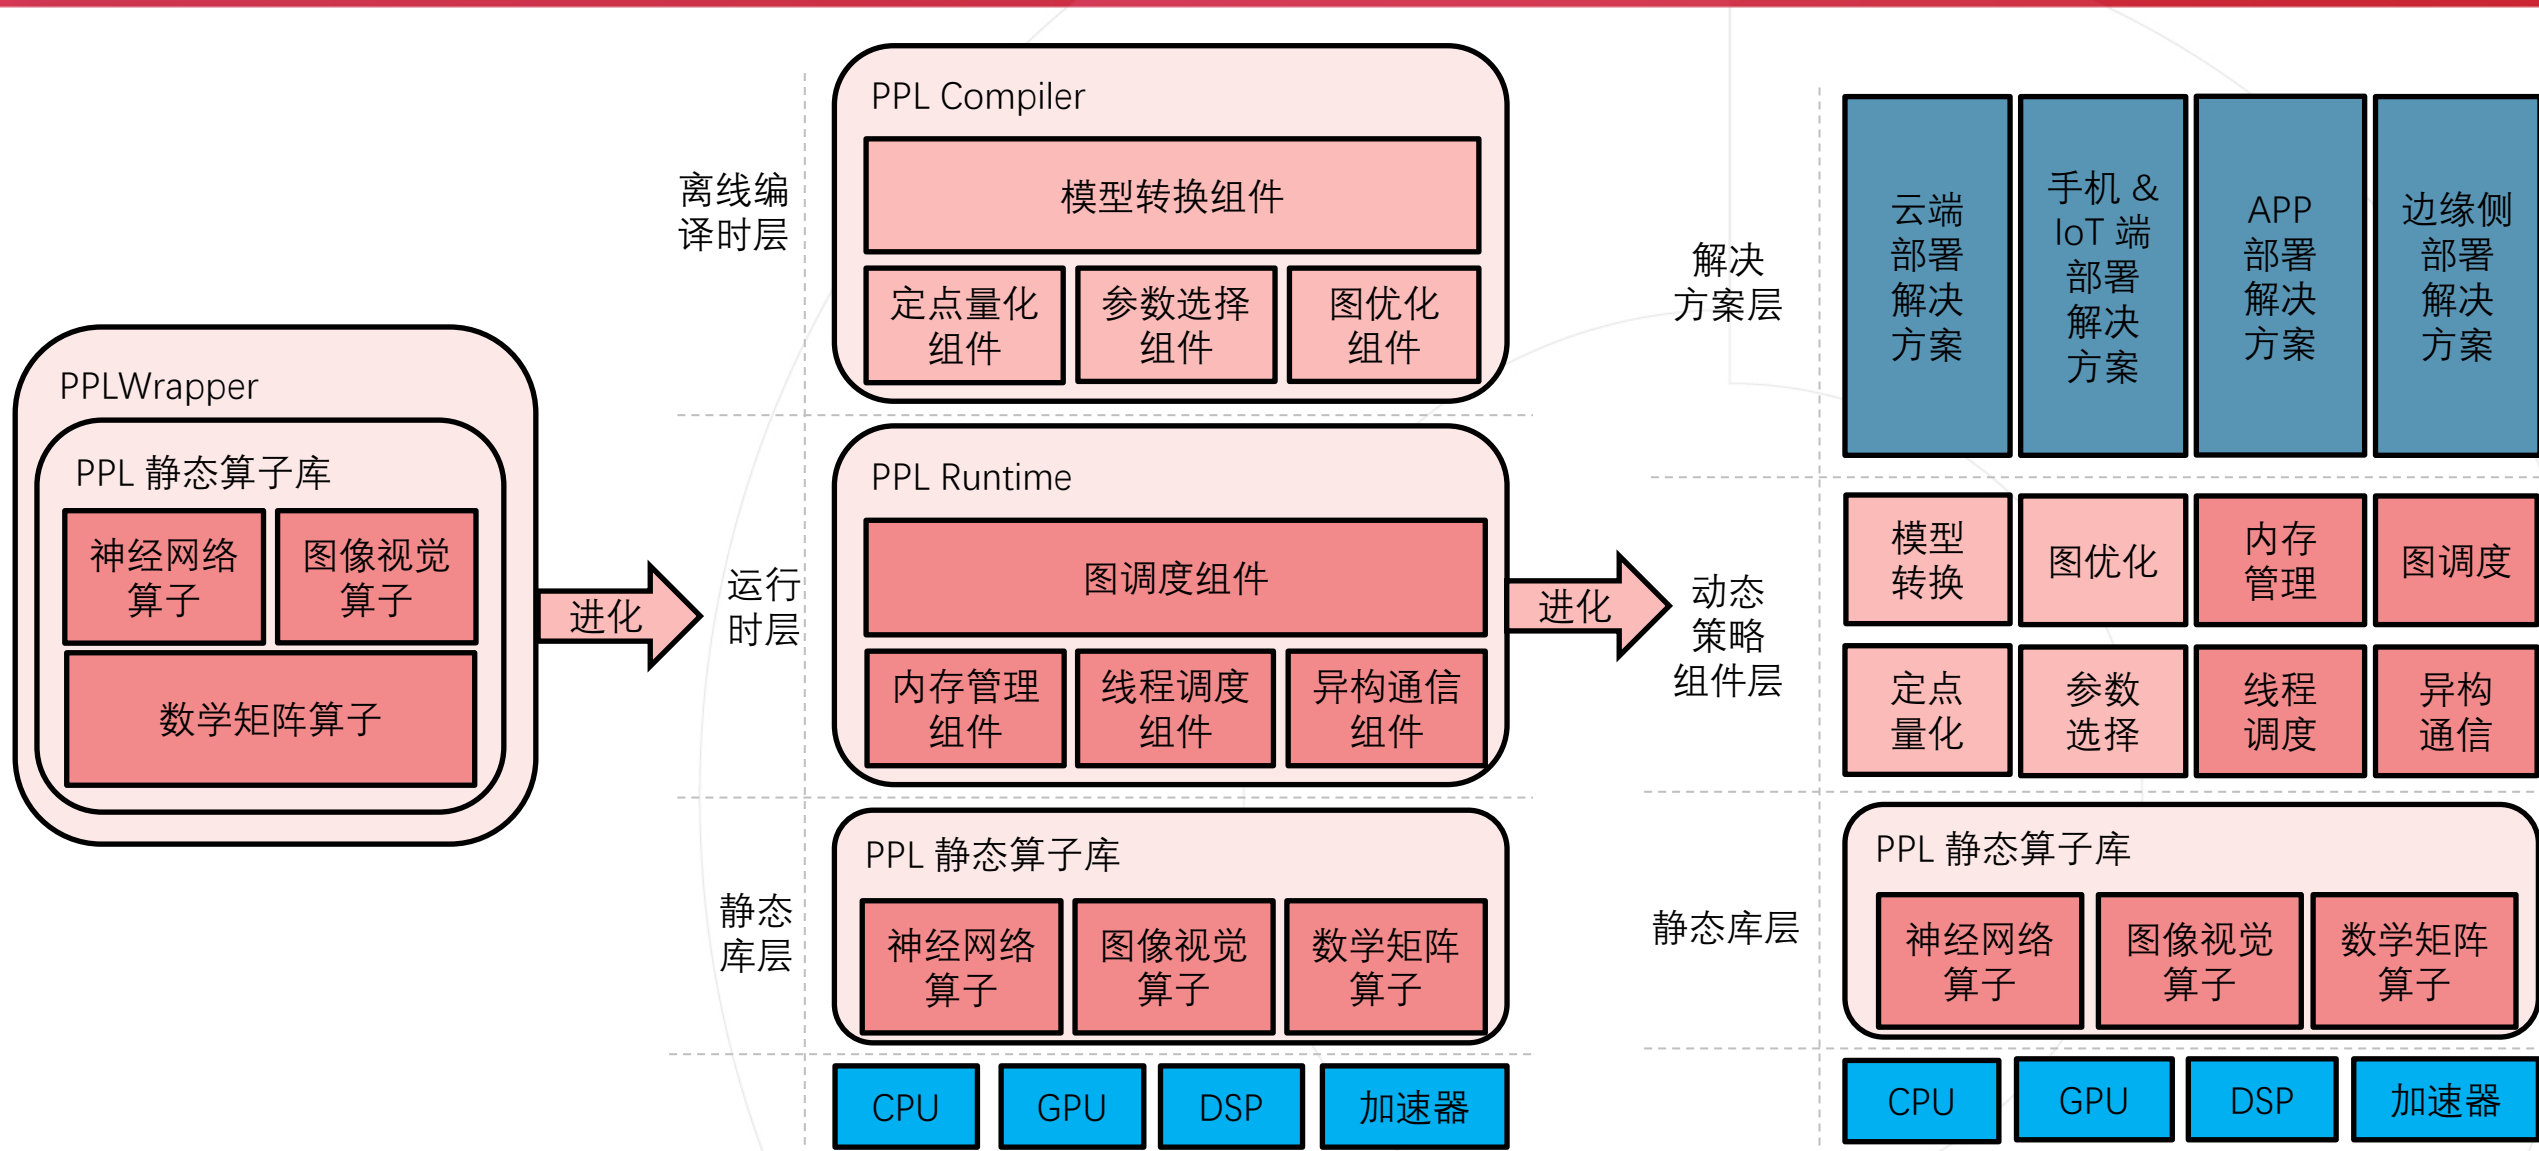 PPLWrapper
PPL 静态算子库
神经网络
算子
图像视觉
算子
数学矩阵算子
进化
离线编
译时层
PPL Compiler
模型转换组件
定点量化
组件
参数选择
组件
图优化
组件
运行
时层
PPL Runtime
图调度组件
内存管理
组件
线程调度
组件
异构通信
组件
静态
库层
PPL 静态算子库
神经网络
算子
图像视觉
算子
数学矩阵
算子
CPU
GPU
DSP
加速器
进化
解决
方案层
云端
部署
解决
方案
手机 &
IoT 端
部署
解决
方案
APP
部署
解决
方案
边缘侧
部署
解决
方案
动态
策略
组件层
模型
转换
图优化
内存
管理
图调度
定点
量化
参数
选择
线程
调度
异构
通信
静态库层
PPL 静态算子库
神经网络
算子
图像视觉
算子
数学矩阵
算子
CPU
GPU
DSP
加速器